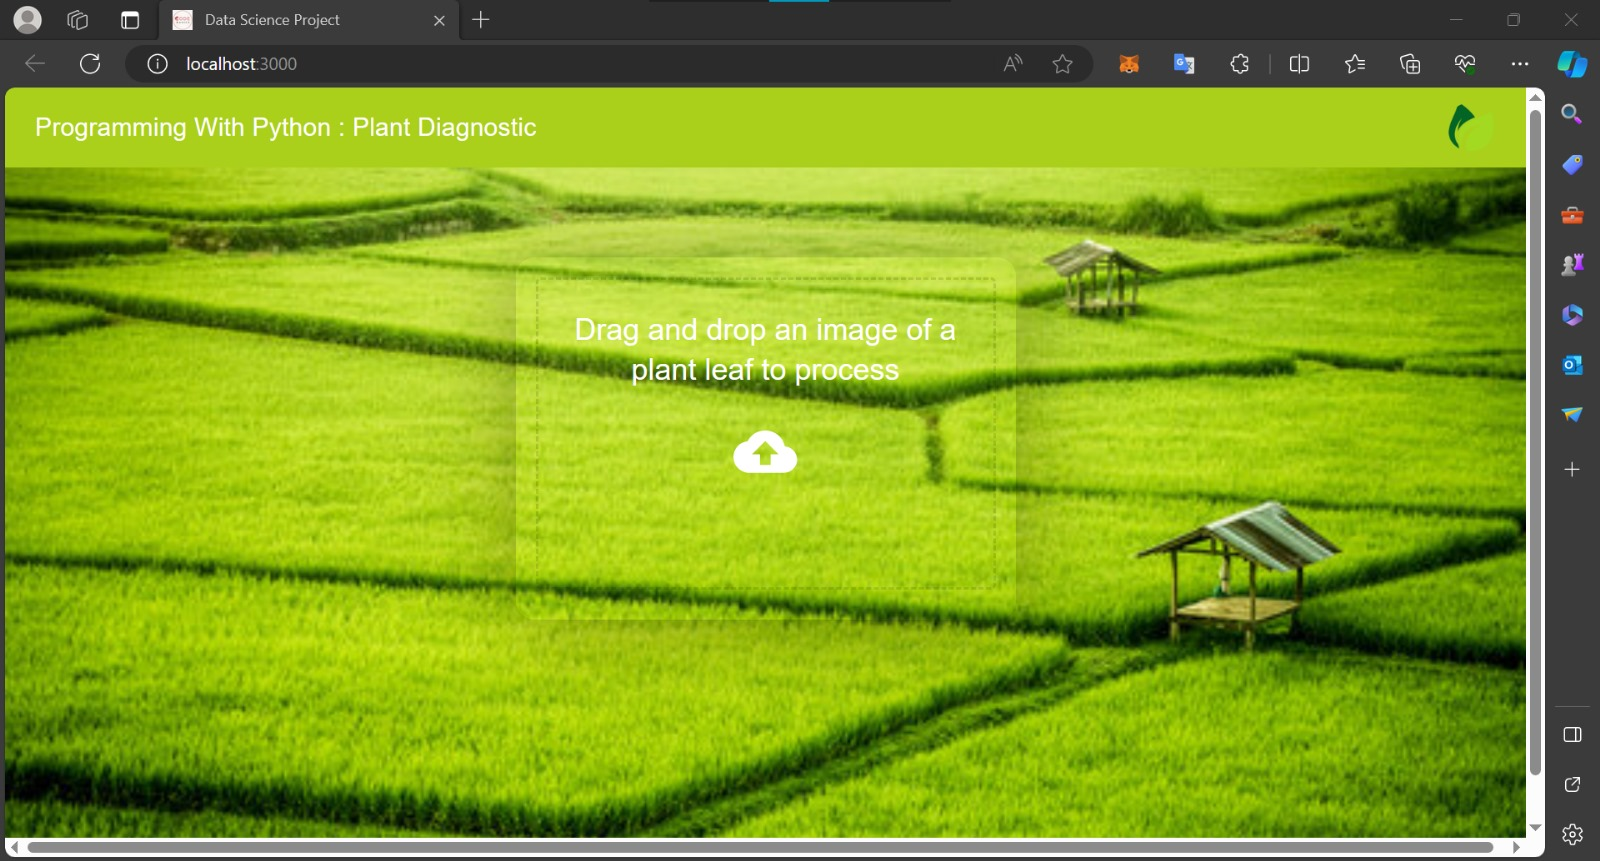 Data Science Project
localhost:3000
Programming With Python : Plant Diagnostic
Drag and drop an image of a
plant leaf to process